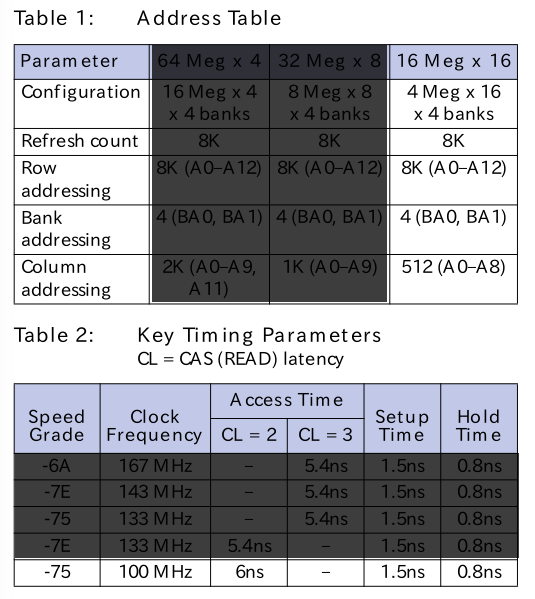 Table 1: Address Table
Parameter 64 Meg x 4 32 Meg x 8 16 Meg x 16
Configuration 16 Meg x 4 8 Meg x 8 4 Meg x 16
x 4 banks x 4 banks x 4 banks
Refresh count 8K 8K 8K
Row 8K (A0–A12) 8K (A0–A12) 8K (A0–A12)
addressing
Bank 4 (BA0, BA1) 4 (BA0, BA1) 4 (BA0, BA1)
addressing
Column 2K (A0–A9, 1K (A0–A9) 512 (A0–A8)
addressing A11)
Table 2: Key Timing Parameters
CL = CAS (READ) latency
Access Time
Speed Clock Setup Hold
Grade Frequency CL = 2 CL = 3 Time Time
-6A 167 MHz – 5.4ns 1.5ns 0.8ns
-7E 143 MHz – 5.4ns 1.5ns 0.8ns
-75 133 MHz – 5.4ns 1.5ns 0.8ns
-7E 133 MHz 5.4ns – 1.5ns 0.8ns
-75 100 MHz 6ns – 1.5ns 0.8ns